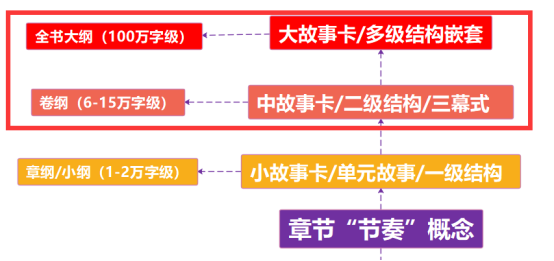 全书大纲（100万字级）
大故事卡/多级结构嵌套
卷纲（6-15万字级）
中故事卡/二级结构/三幕式
章纲/小纲（1-2万字级）
小故事卡/单元故事/一级结构
章节“节奏”概念